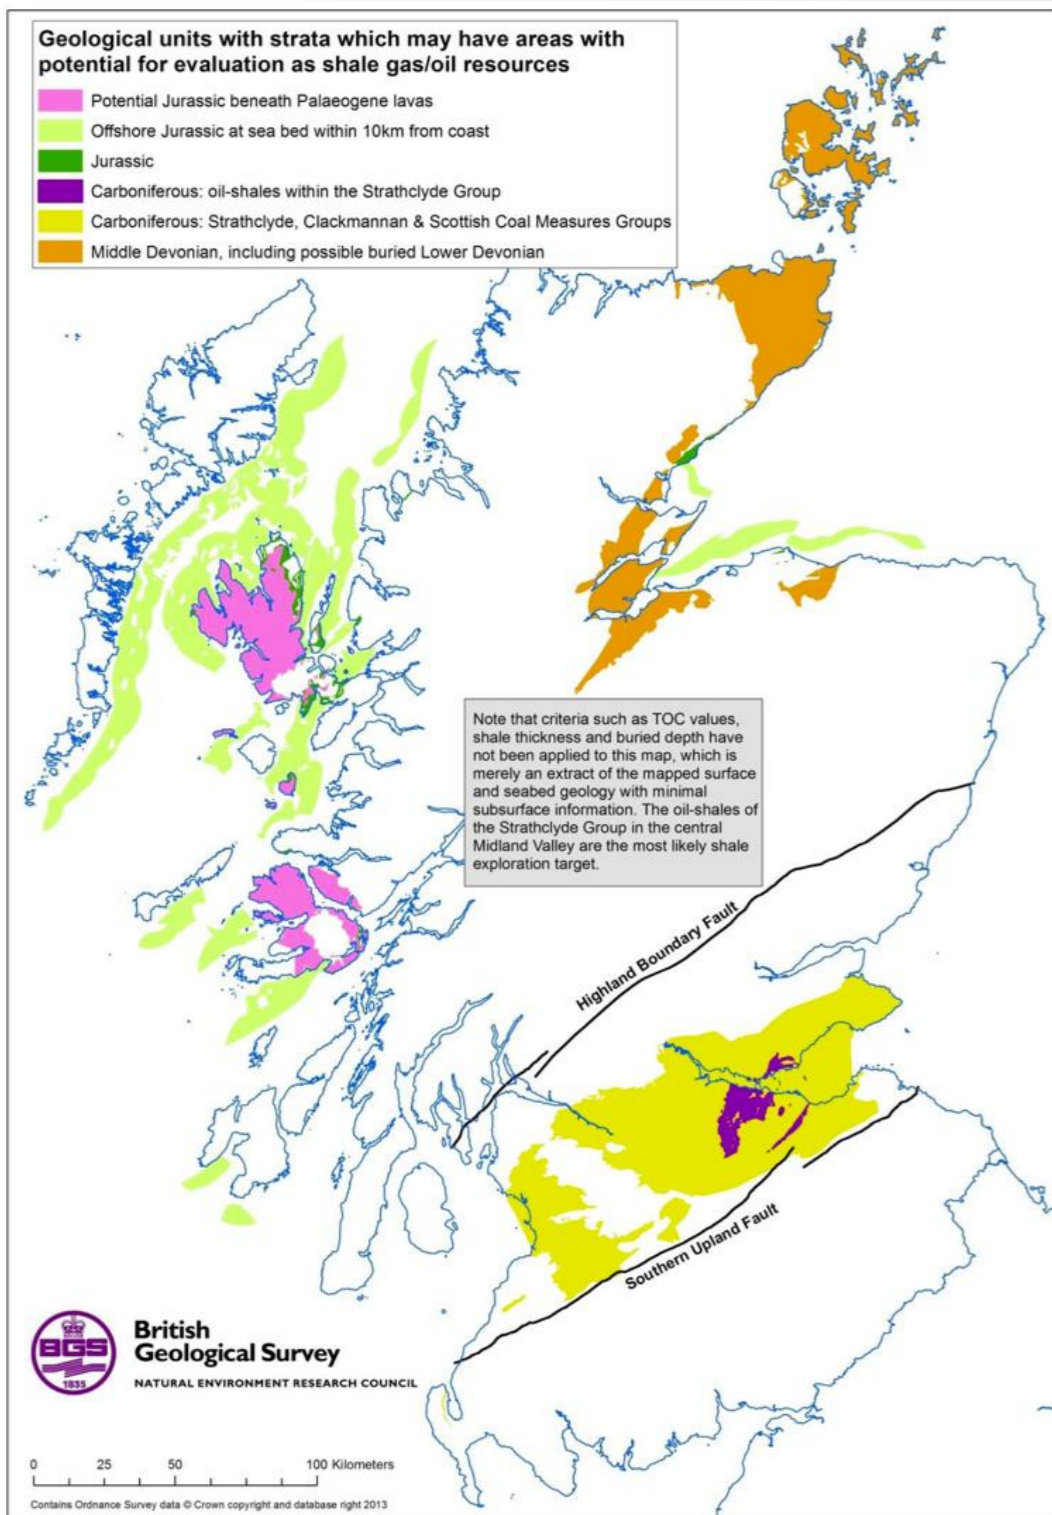 Geological units with strata which may have areas with
potential for evaluation as shale gas/oil resources
Potential Jurassic beneath Palaeogene lavas
Offshore Jurassic at sea bed within 10km from coast
Jurassic
Carboniferous: oil-shales within the Strathclyde Group
Carboniferous: Strathclyde, Clackmannan & Scottish Coal Measures Groups
Middle Devonian, including possible buried Lower Devonian
Note that criteria such as TOC values,
shale thickness and buried depth have
not been applied to this map, which is
merely an extract of the mapped surface
and seabed geology with minimal
subsurface information. The oil-shales of
the Strathclyde Group in the central
Midland Valley are the most likely shale
exploration target.
Highland Boundary Fault
Southern Upland Fault
BGS
1835
British
Geological Survey
NATURAL ENVIRONMENT RESEARCH COUNCIL
0 25 50 100 Kilometers
Contains Ordnance Survey data © Crown copyright and database right 2013